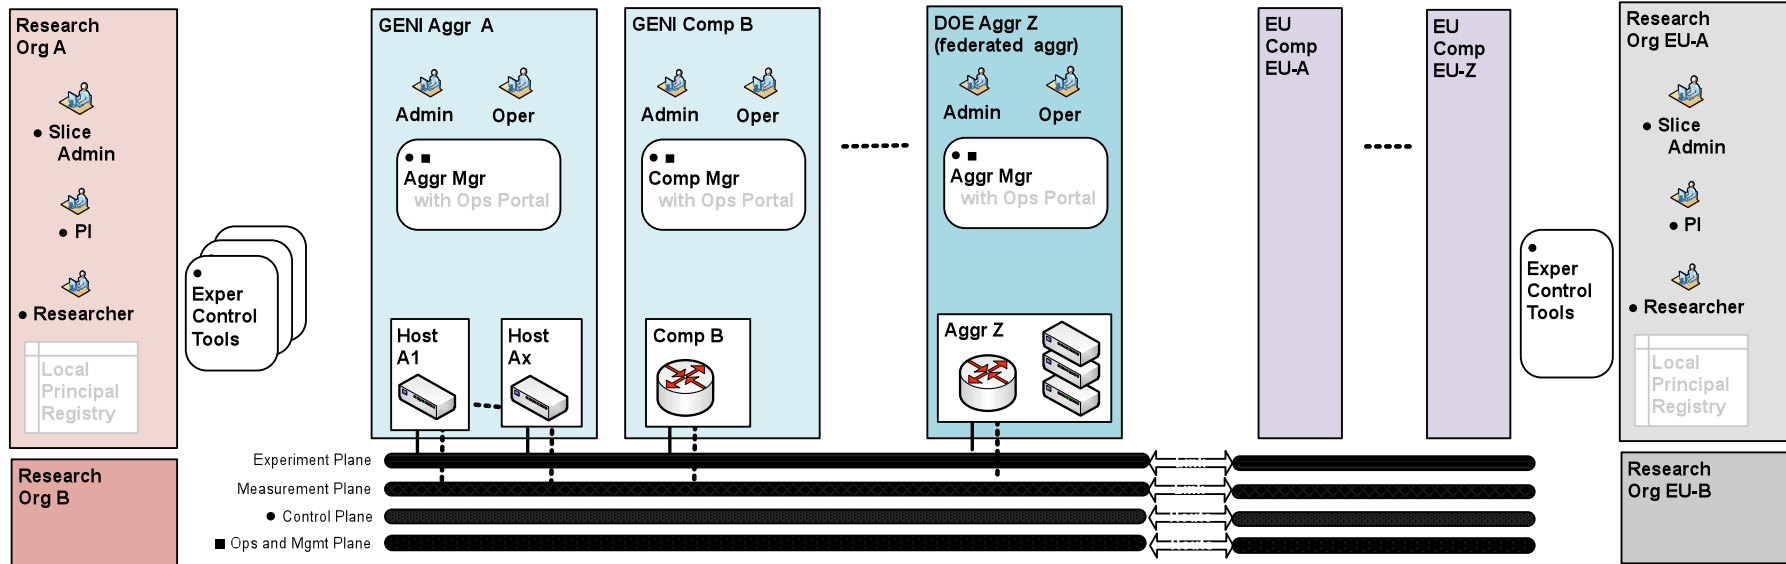 Research
Org A
Slice
Admin
PI
Researcher
Local
Principal
Registry
Research
Org B
Exper
Control
Tools
GENI Aggr A
Admin
Oper
Aggr Mgr
with Ops Portal
Host
A1
Host
Ax
GENI Comp B
Admin
Oper
Comp Mgr
with Ops Portal
Comp B
DOE Aggr Z
(federated aggr)
Admin
Oper
Aggr Mgr
with Ops Portal
Aggr Z
EU
Comp
EU-A
EU
Comp
EU-Z
Exper
Control
Tools
Research
Org EU-A
Slice
Admin
PI
Researcher
Local
Principal
Registry
Research
Org EU-B
Experiment Plane
Measurement Plane
Control Plane
Ops and Mgmt Plane